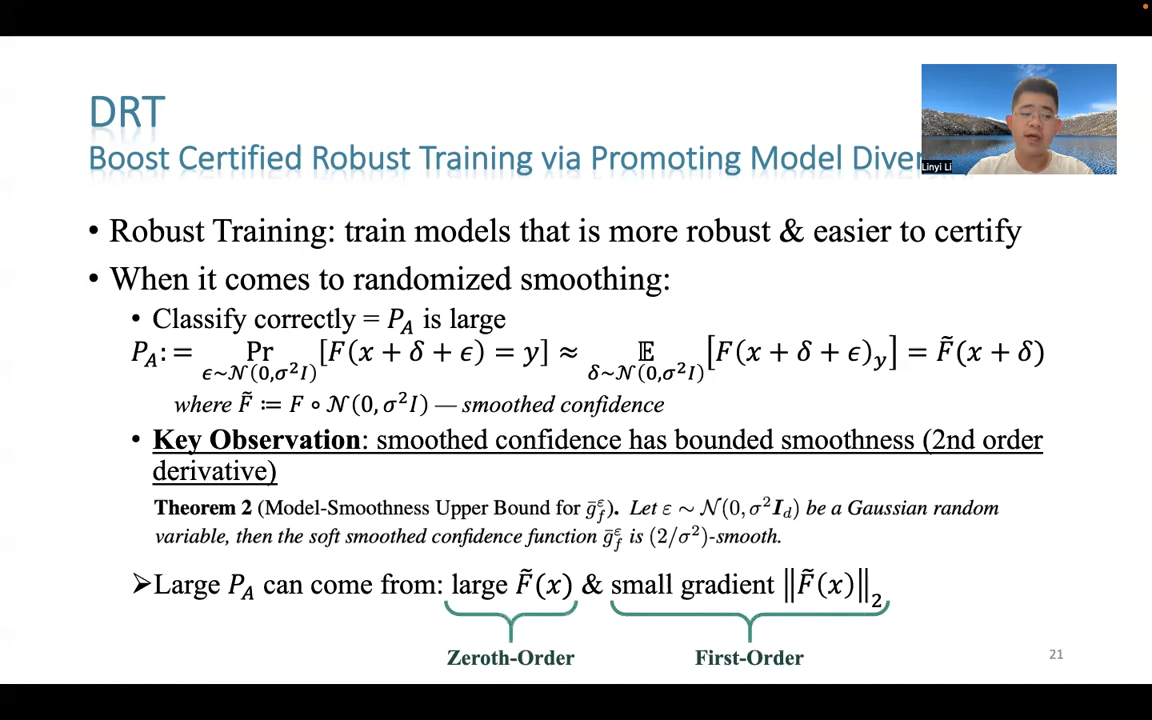 DRT
Boost Certified Robust Training via Promoting Model Diver
Linyi Li
• Robust Training: train models that is more robust & easier to certify
• When it comes to randomized smoothing:
• Classify correctly = P_A is large
P_A := Pr_{ϵ~𝒩(0,σ²I)} [F(x + δ + ϵ) = y] ≈ 𝔼_{δ~𝒩(0,σ²I)} [F(x + δ + ϵ)_y] = F̃(x + δ)
where F̃ ≔ F ∘ 𝒩(0, σ²I) — smoothed confidence
• Key Observation: smoothed confidence has bounded smoothness (2nd order
derivative)
Theorem 2 (Model-Smoothness Upper Bound for ḡ_f^ε). Let ε ∼ 𝒩(0, σ²I_d) be a Gaussian random
variable, then the soft smoothed confidence function ḡ_f^ε is (2/σ²)-smooth.
➢Large P_A can come from: large F̃(x) & small gradient ‖F̃(x)‖₂
Zeroth-Order First-Order
21